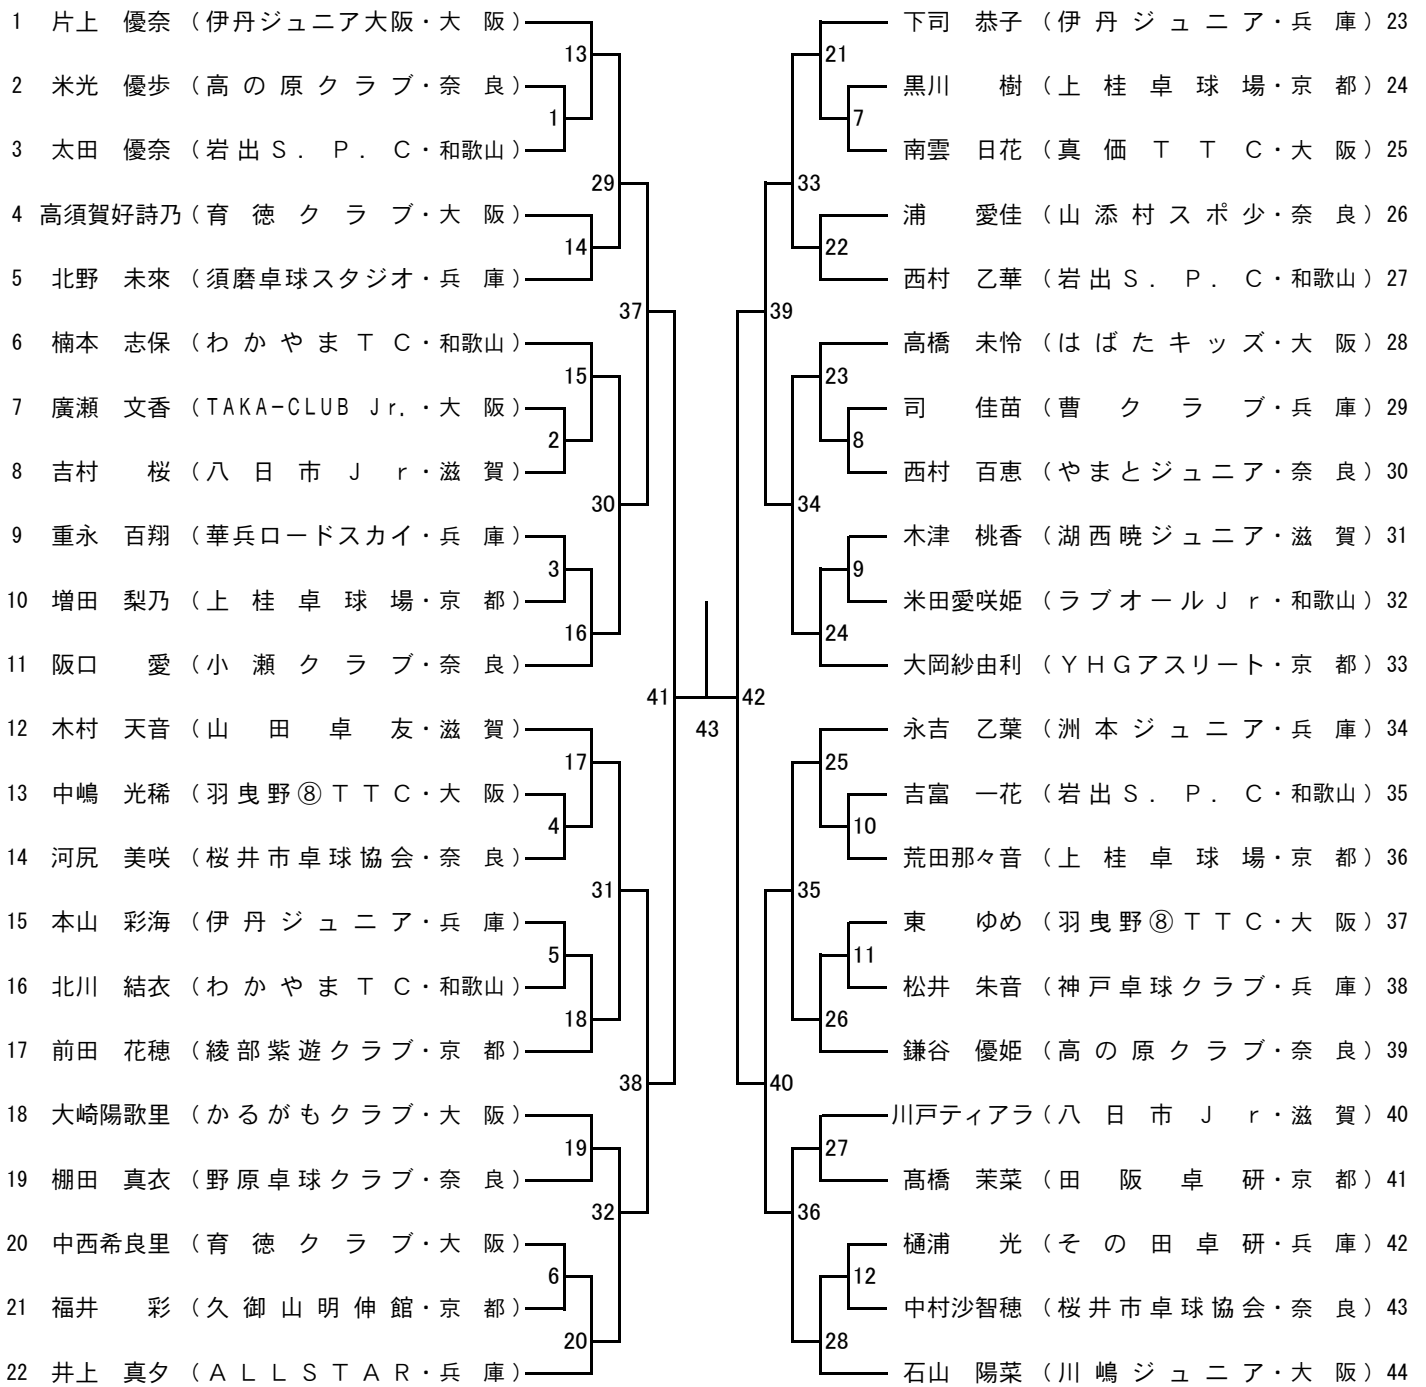 1 片上 優奈 (伊丹ジュニア大阪・大 阪)
13
2 米光 優歩 (高の原クラブ・奈 良)
1
3 太田 優奈 (岩出S.P.C・和歌山)
29
4 高須賀好詩乃 (育徳クラブ・大 阪)
14
5 北野 未來 (須磨卓球スタジオ・兵 庫)
37
6 楠本 志保 (わかやまTC・和歌山)
15
7 廣瀬 文香 (TAKA-CLUB Jr.・大 阪)
2
8 吉村 桜 (八日市Jr・滋 賀)
30
9 重永 百翔 (華兵ロードスカイ・兵 庫)
3
10 増田 梨乃 (上桂卓球場・京 都)
16
11 阪口 愛 (小瀬クラブ・奈 良)
41
12 木村 天音 (山田卓友・滋 賀)
17
13 中嶋 光稀 (羽曳野⑧TTC・大 阪)
4
14 河尻 美咲 (桜井市卓球協会・奈 良)
31
15 本山 彩海 (伊丹ジュニア・兵 庫)
5
16 北川 結衣 (わかやまTC・和歌山)
18
17 前田 花穂 (綾部紫遊クラブ・京 都)
38
18 大崎陽歌里 (かるがもクラブ・大 阪)
19
19 棚田 真衣 (野原卓球クラブ・奈 良)
32
20 中西希良里 (育徳クラブ・大 阪)
6
21 福井 彩 (久御山明伸館・京 都)
20
22 井上 真夕 (ALLSTAR・兵 庫)
43
下司 恭子 (伊丹ジュニア・兵 庫) 23
21
黒川 樹 (上桂卓球場・京 都) 24
7
南雲 日花 (真価TTC・大 阪) 25
33
浦 愛佳 (山添村スポ少・奈 良) 26
22
西村 乙華 (岩出S.P.C・和歌山) 27
39
高橋 未怜 (はばたキッズ・大 阪) 28
23
司 佳苗 (曹クラブ・兵 庫) 29
8
西村 百恵 (やまとジュニア・奈 良) 30
34
木津 桃香 (湖西暁ジュニア・滋 賀) 31
9
米田愛咲姫 (ラブオールJr・和歌山) 32
24
大岡紗由利 (YHGアスリート・京 都) 33
42
永吉 乙葉 (洲本ジュニア・兵 庫) 34
25
吉富 一花 (岩出S.P.C・和歌山) 35
10
荒田那々音 (上桂卓球場・京 都) 36
35
東 ゆめ (羽曳野⑧TTC・大 阪) 37
11
松井 朱音 (神戸卓球クラブ・兵 庫) 38
26
鎌谷 優姫 (高の原クラブ・奈 良) 39
40
川戸ティアラ (八日市Jr・滋 賀) 40
27
髙橋 茉菜 (田阪卓研・京 都) 41
36
樋浦 光 (その田卓研・兵 庫) 42
12
中村沙智穂 (桜井市卓球協会・奈 良) 43
28
石山 陽菜 (川嶋ジュニア・大 阪) 44